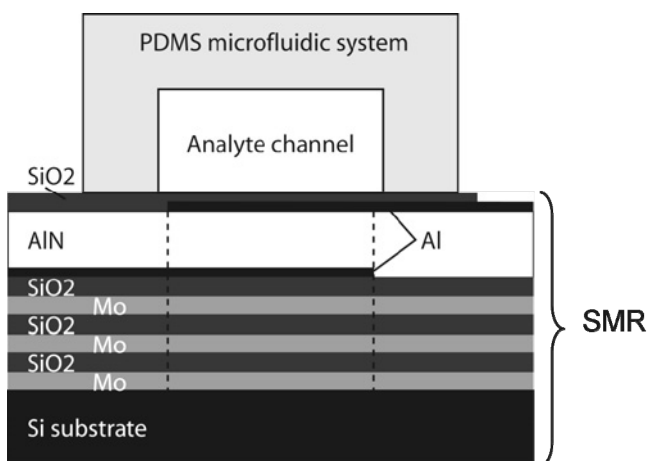 PDMS microfluidic system
Analyte channel
SiO2
AlN
Al
SiO2
Mo
SiO2
Mo
SiO2
Mo
Si substrate
SMR